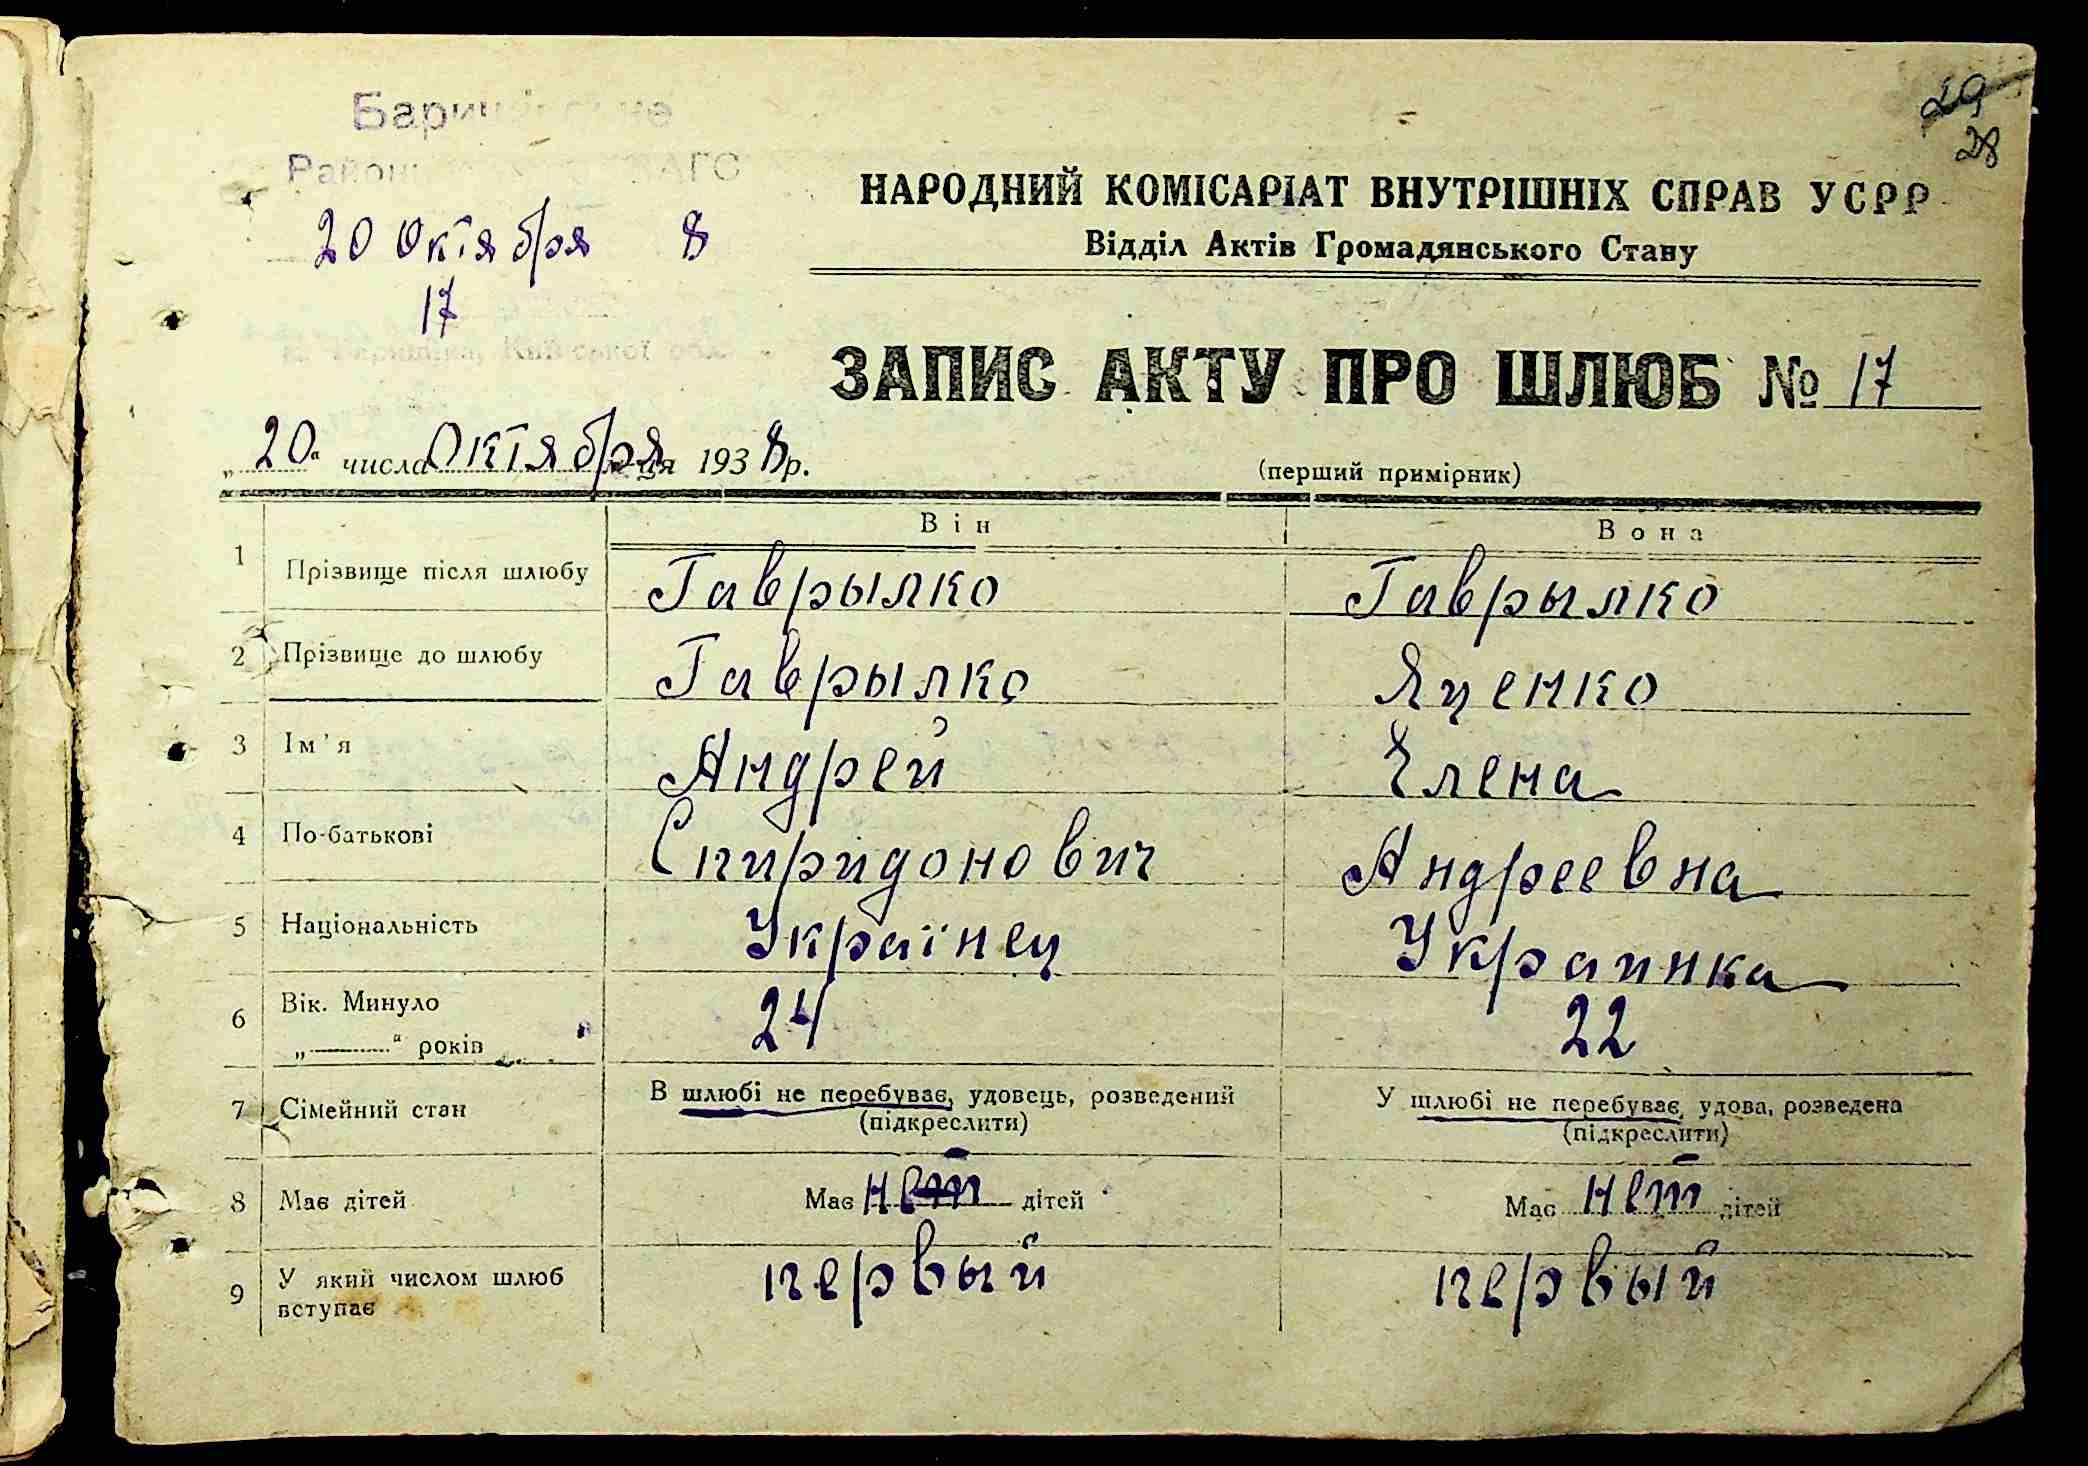 29
28
20 Октября 8
17
НАРОДНИЙ КОМІСАРІАТ ВНУТРІШНІХ СПРАВ УСРР
Відділ Актів Громадянського Стану
ЗАПИС АКТУ ПРО ШЛЮБ № 17
„20“ числа Октября м-ця 1938 р.
(перший примірник)
Він Вона
1 Прізвище після шлюбу Гаврылко Гаврылко
2 Прізвище до шлюбу Гаврылко Яценко
3 Ім'я Андрей Елена
4 По-батькові Спиридонович Андреевна
5 Національність Українец Украинка
6 Вік. Минуло 24 22
„———“ років
7 Сімейний стан В шлюбі не перебуває, удовець, розведений У шлюбі не перебуває, удова, розведена
(підкреслити) (підкреслити)
8 Має дітей Має нет дітей Має нет дітей
9 У який числом шлюб вступає первый первый